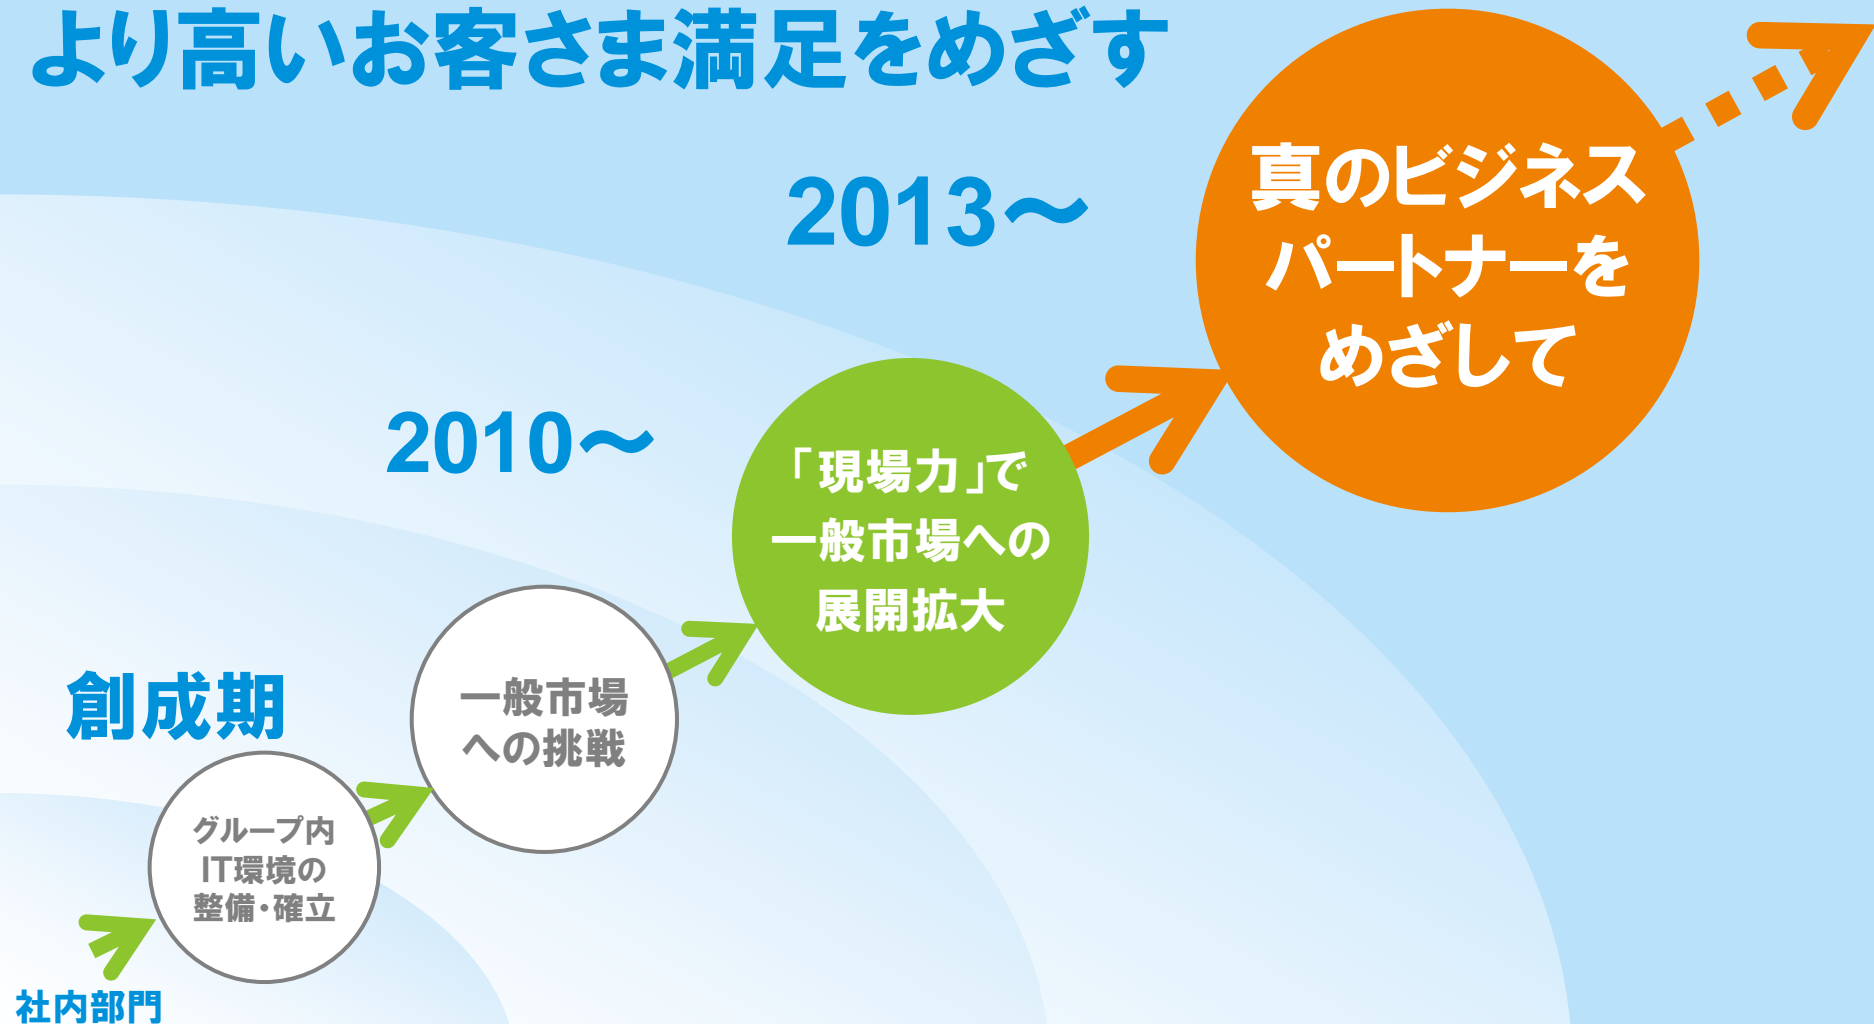 より高いお客さま満足をめざす
2013～
真のビジネス
パートナーを
めざして
2010～
「現場力」で
一般市場への
展開拡大
創成期
一般市場
への挑戦
グループ内
IT環境の
整備・確立
社内部門